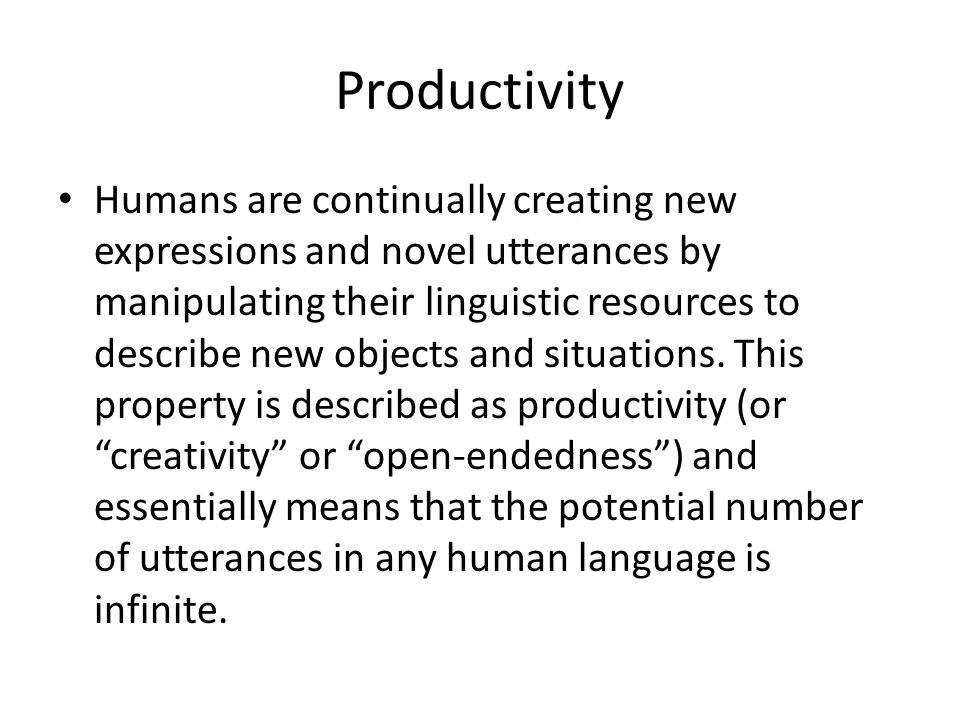 Productivity
• Humans are continually creating new
expressions and novel utterances by
manipulating their linguistic resources to
describe new objects and situations. This
property is described as productivity (or
“creativity” or “open-endedness”) and
essentially means that the potential number
of utterances in any human language is
infinite.